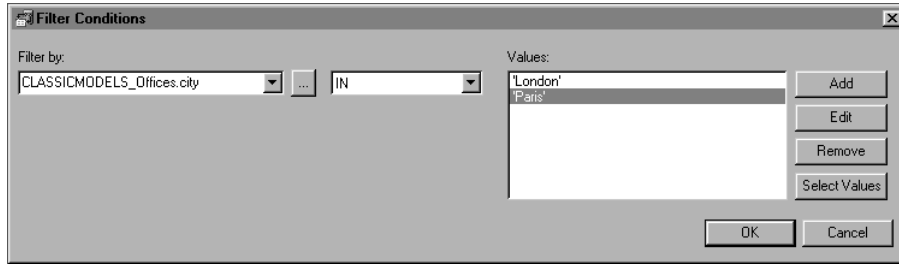 Filter Conditions
Filter by:
Values:
CLASSICMODELS_Offices.city
...
IN
'London'
'Paris'
Add
Edit
Remove
Select Values
OK
Cancel